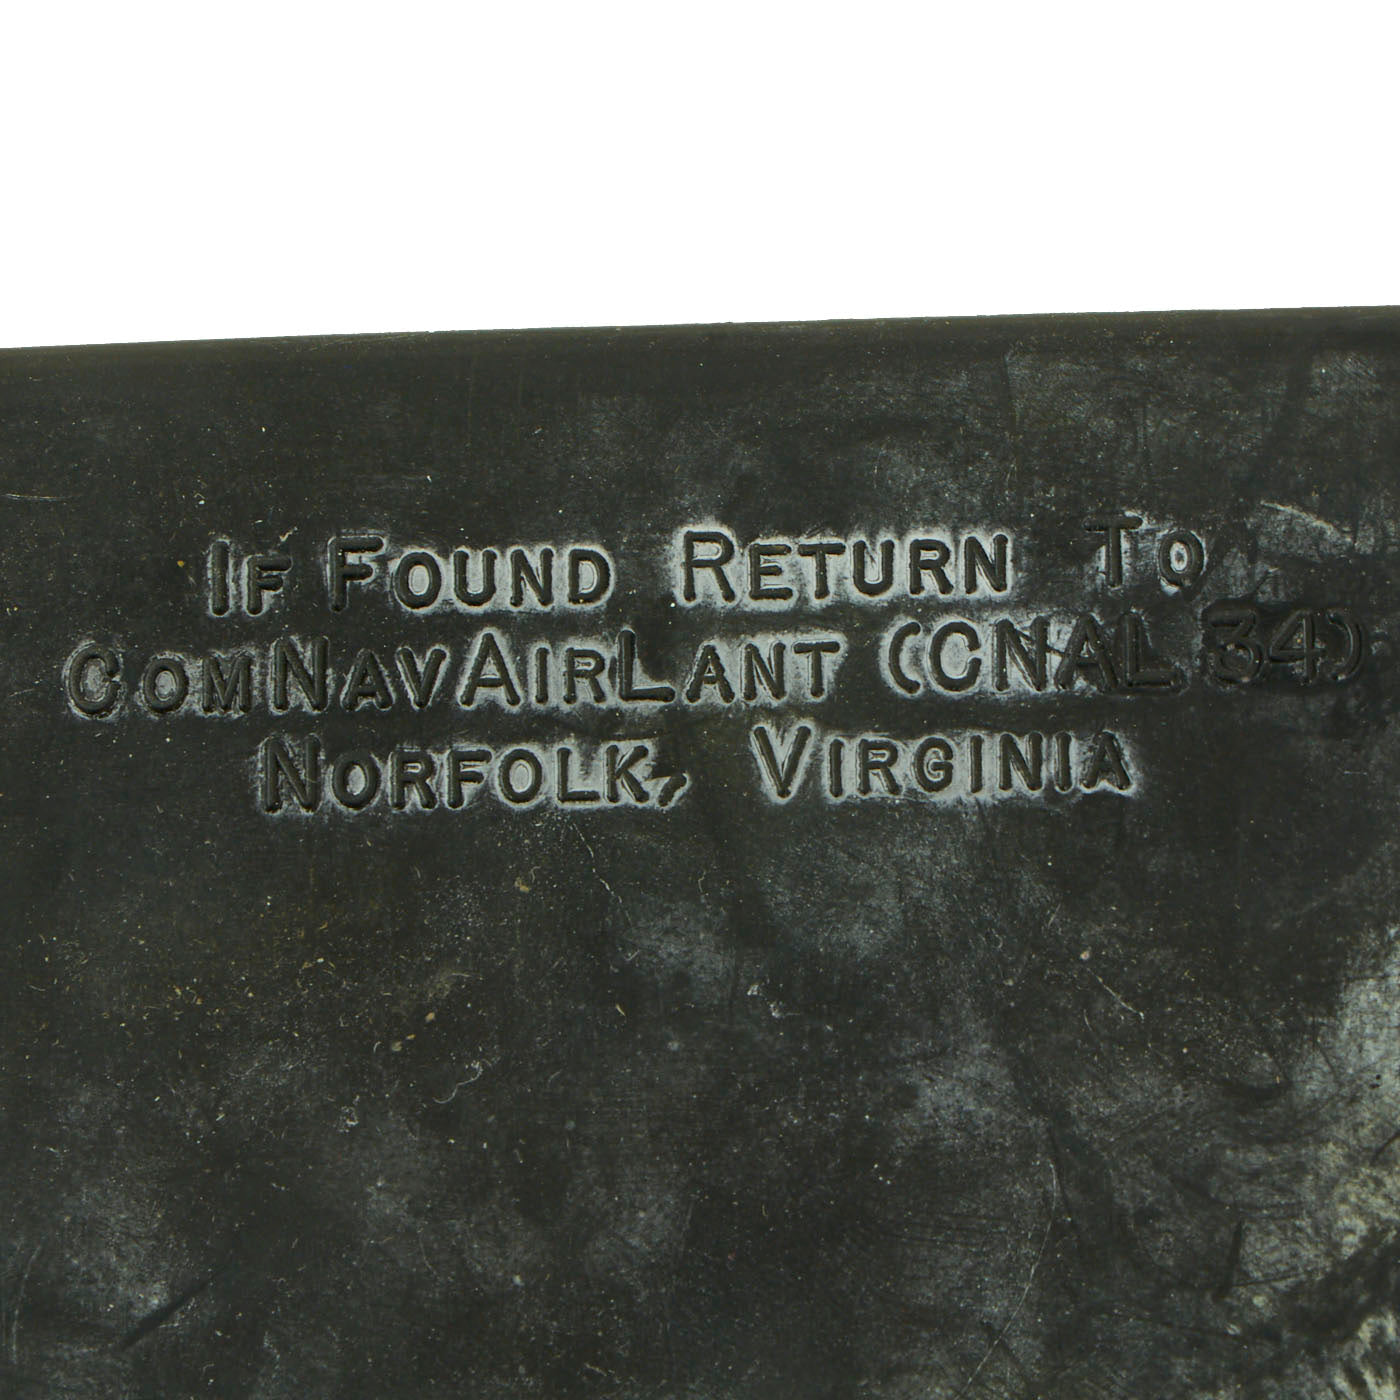 If Found Return To
ComNavAirLant (CNAL 34)
Norfolk, Virginia